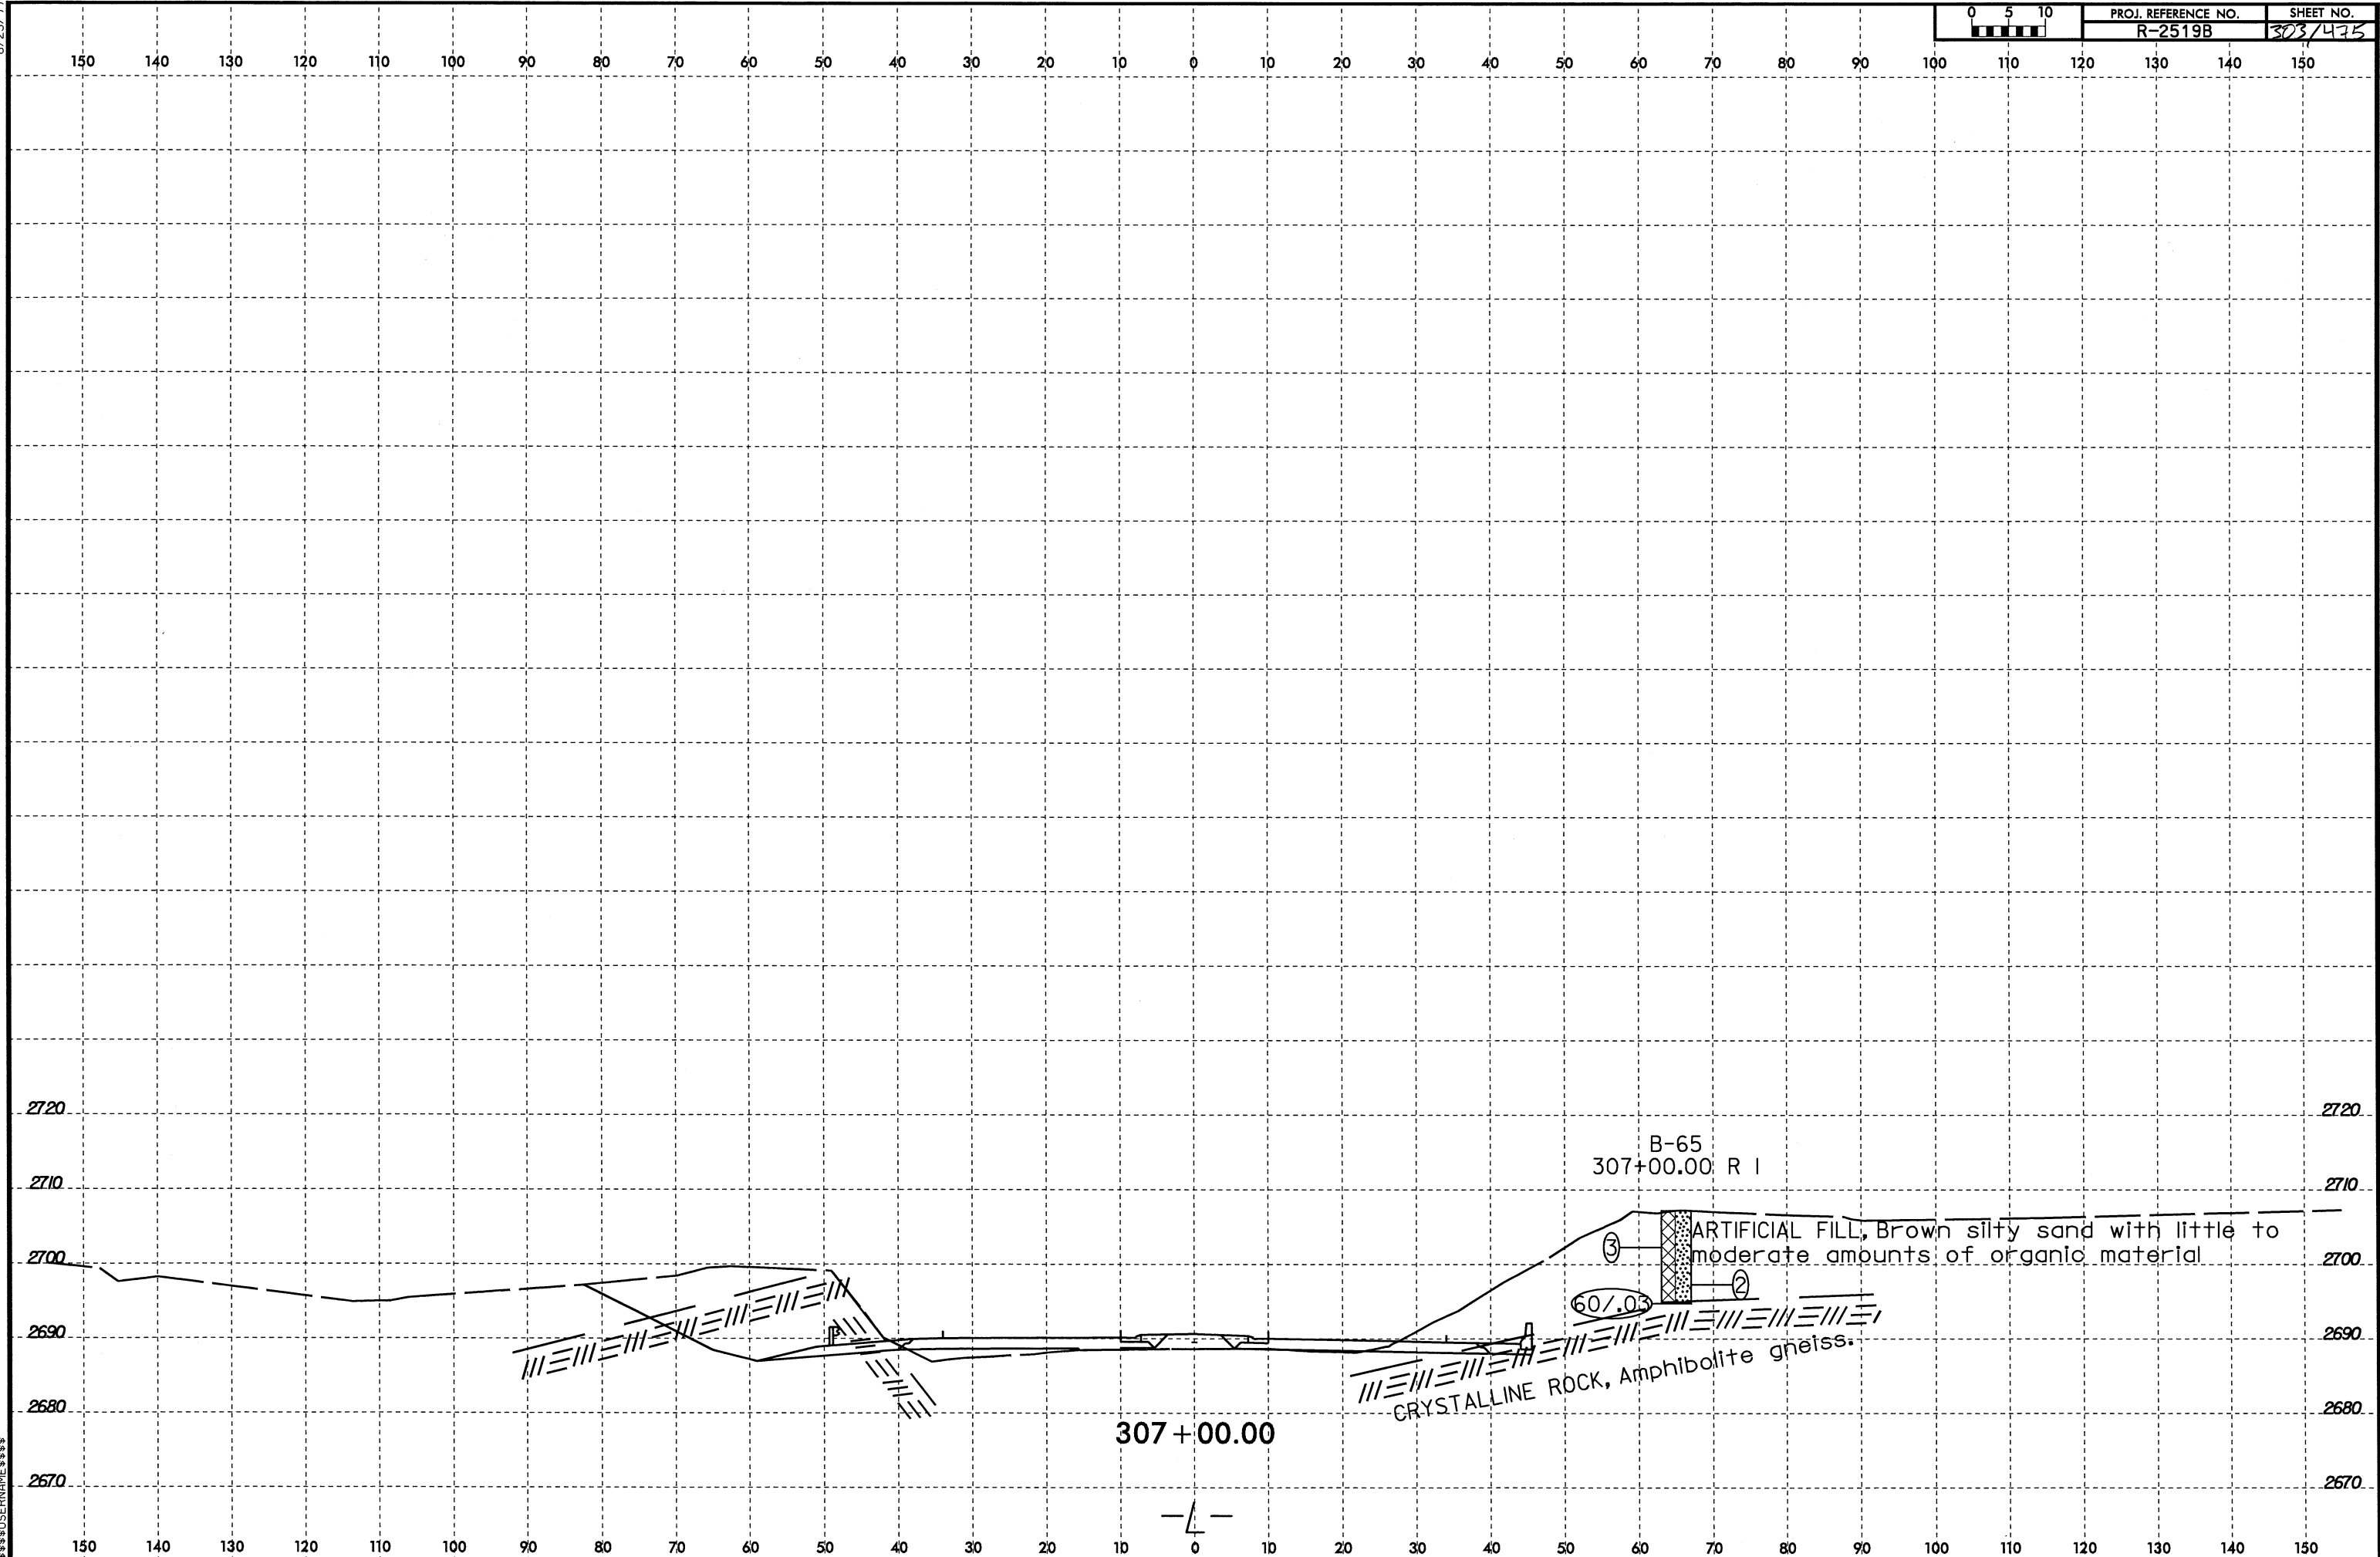 0 5 10
PROJ. REFERENCE NO.
SHEET NO.
R-2519B
303/475
150 140 130 120 110 100 90 80 70 60 50 40 30 20 10 0 10 20 30 40 50 60 70 80 90 100 110 120 130 140 150
2720 2720
B-65
307+00.00 R I
2710 2710
ARTIFICIAL FILL, Brown silty sand with little to
3
moderate amounts of organic material
2700 2700
2
60/.03
2690 2690
CRYSTALLINE ROCK, Amphibolite gneiss.
2680 2680
307+00.00
2670 2670
-L-
150 140 130 120 110 100 90 80 70 60 50 40 30 20 10 0 10 20 30 40 50 60 70 80 90 100 110 120 130 140 150